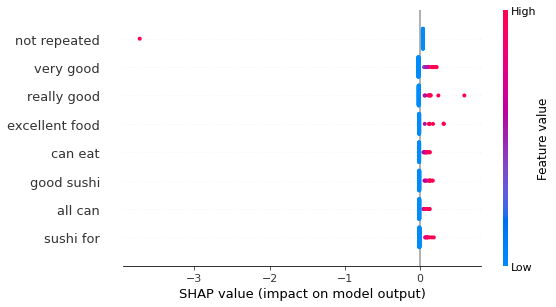 High
not repeated
very good
really good
excellent food
can eat
good sushi
all can
sushi for
Low
−3
−2
−1
0
SHAP value (impact on model output)
Feature value